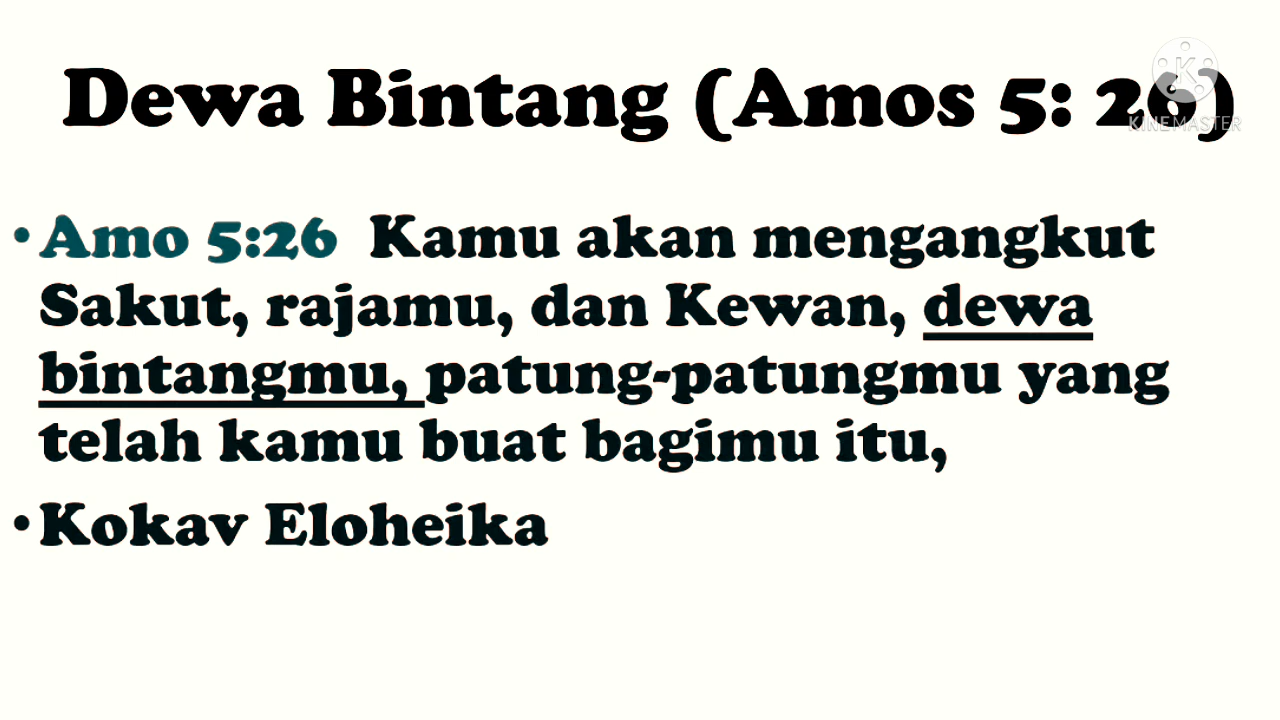 Dewa Bintang (Amos 5: 26)
K
KINEMASTER
• Amo 5:26 Kamu akan mengangkut
Sakut, rajamu, dan Kewan, dewa
bintangmu, patung-patungmu yang
telah kamu buat bagimu itu,
• Kokav Eloheika